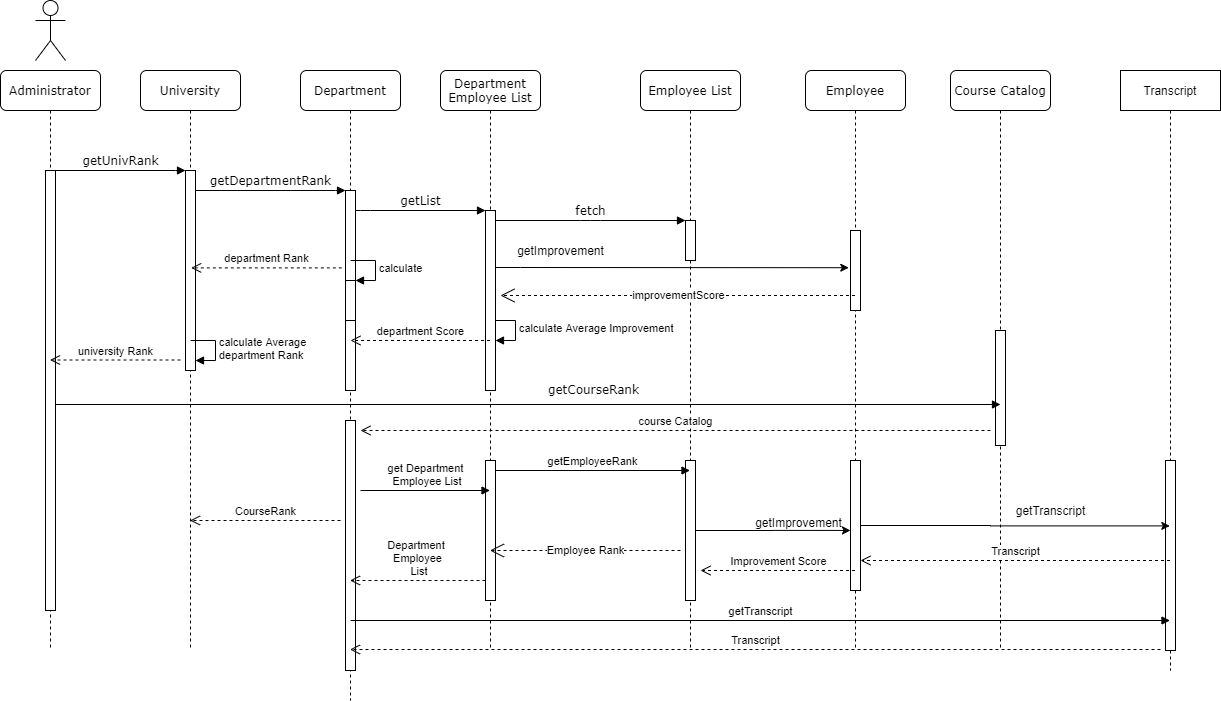 Administrator
University
Department
Department
Employee List
Employee List
Employee
Course Catalog
Transcript
getUnivRank
getDepartmentRank
getList
fetch
getImprovement
department Rank
calculate
improvementScore
department Score
calculate Average Improvement
calculate Average
department Rank
university Rank
getCourseRank
course Catalog
getEmployeeRank
get Department
Employee List
CourseRank
getTranscript
getImprovement
Department
Employee
List
Employee Rank
Transcript
Improvement Score
getTranscript
Transcript